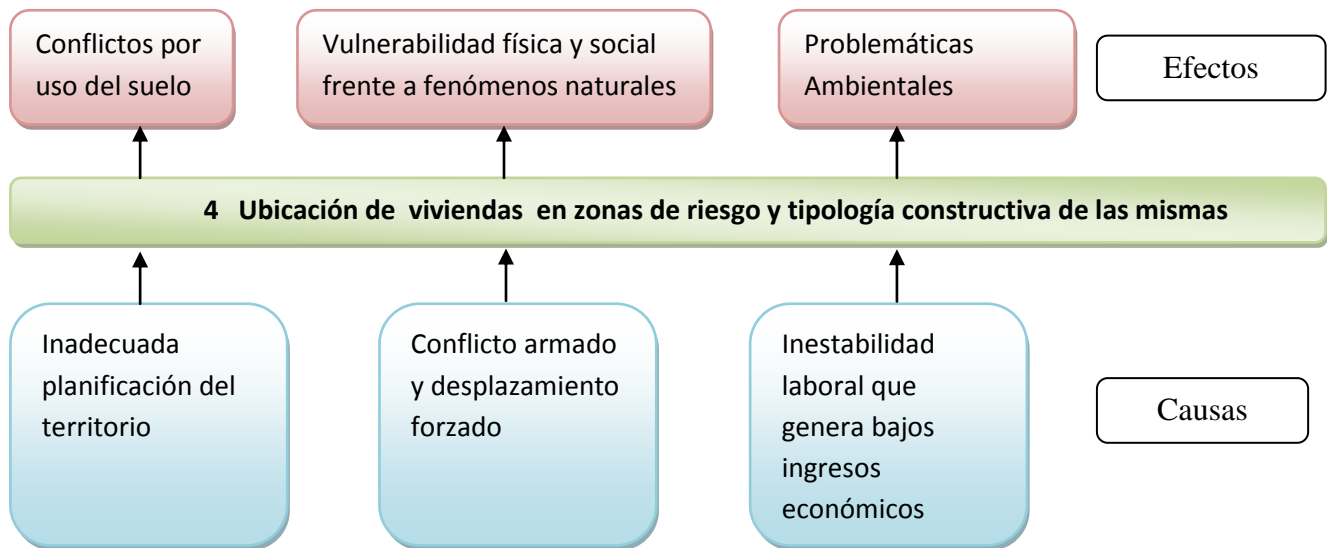 Conflictos por
uso del suelo
Vulnerabilidad física y social
frente a fenómenos naturales
Problemáticas
Ambientales
Efectos
4 Ubicación de viviendas en zonas de riesgo y tipología constructiva de las mismas
Inadecuada
planificación del
territorio
Conflicto armado
y desplazamiento
forzado
Inestabilidad
laboral que
genera bajos
ingresos
económicos
Causas